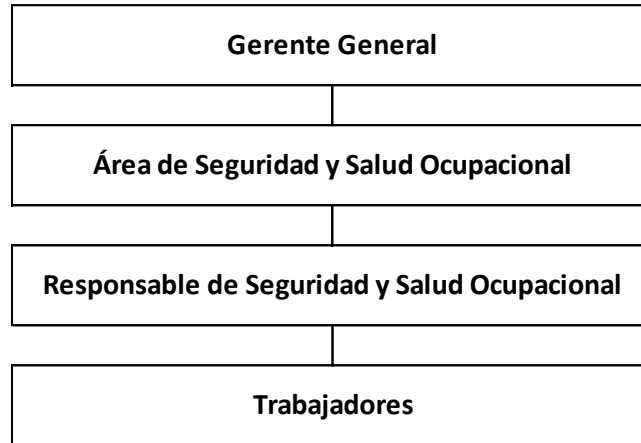 Gerente General
Área de Seguridad y Salud Ocupacional
Responsable de Seguridad y Salud Ocupacional
Trabajadores